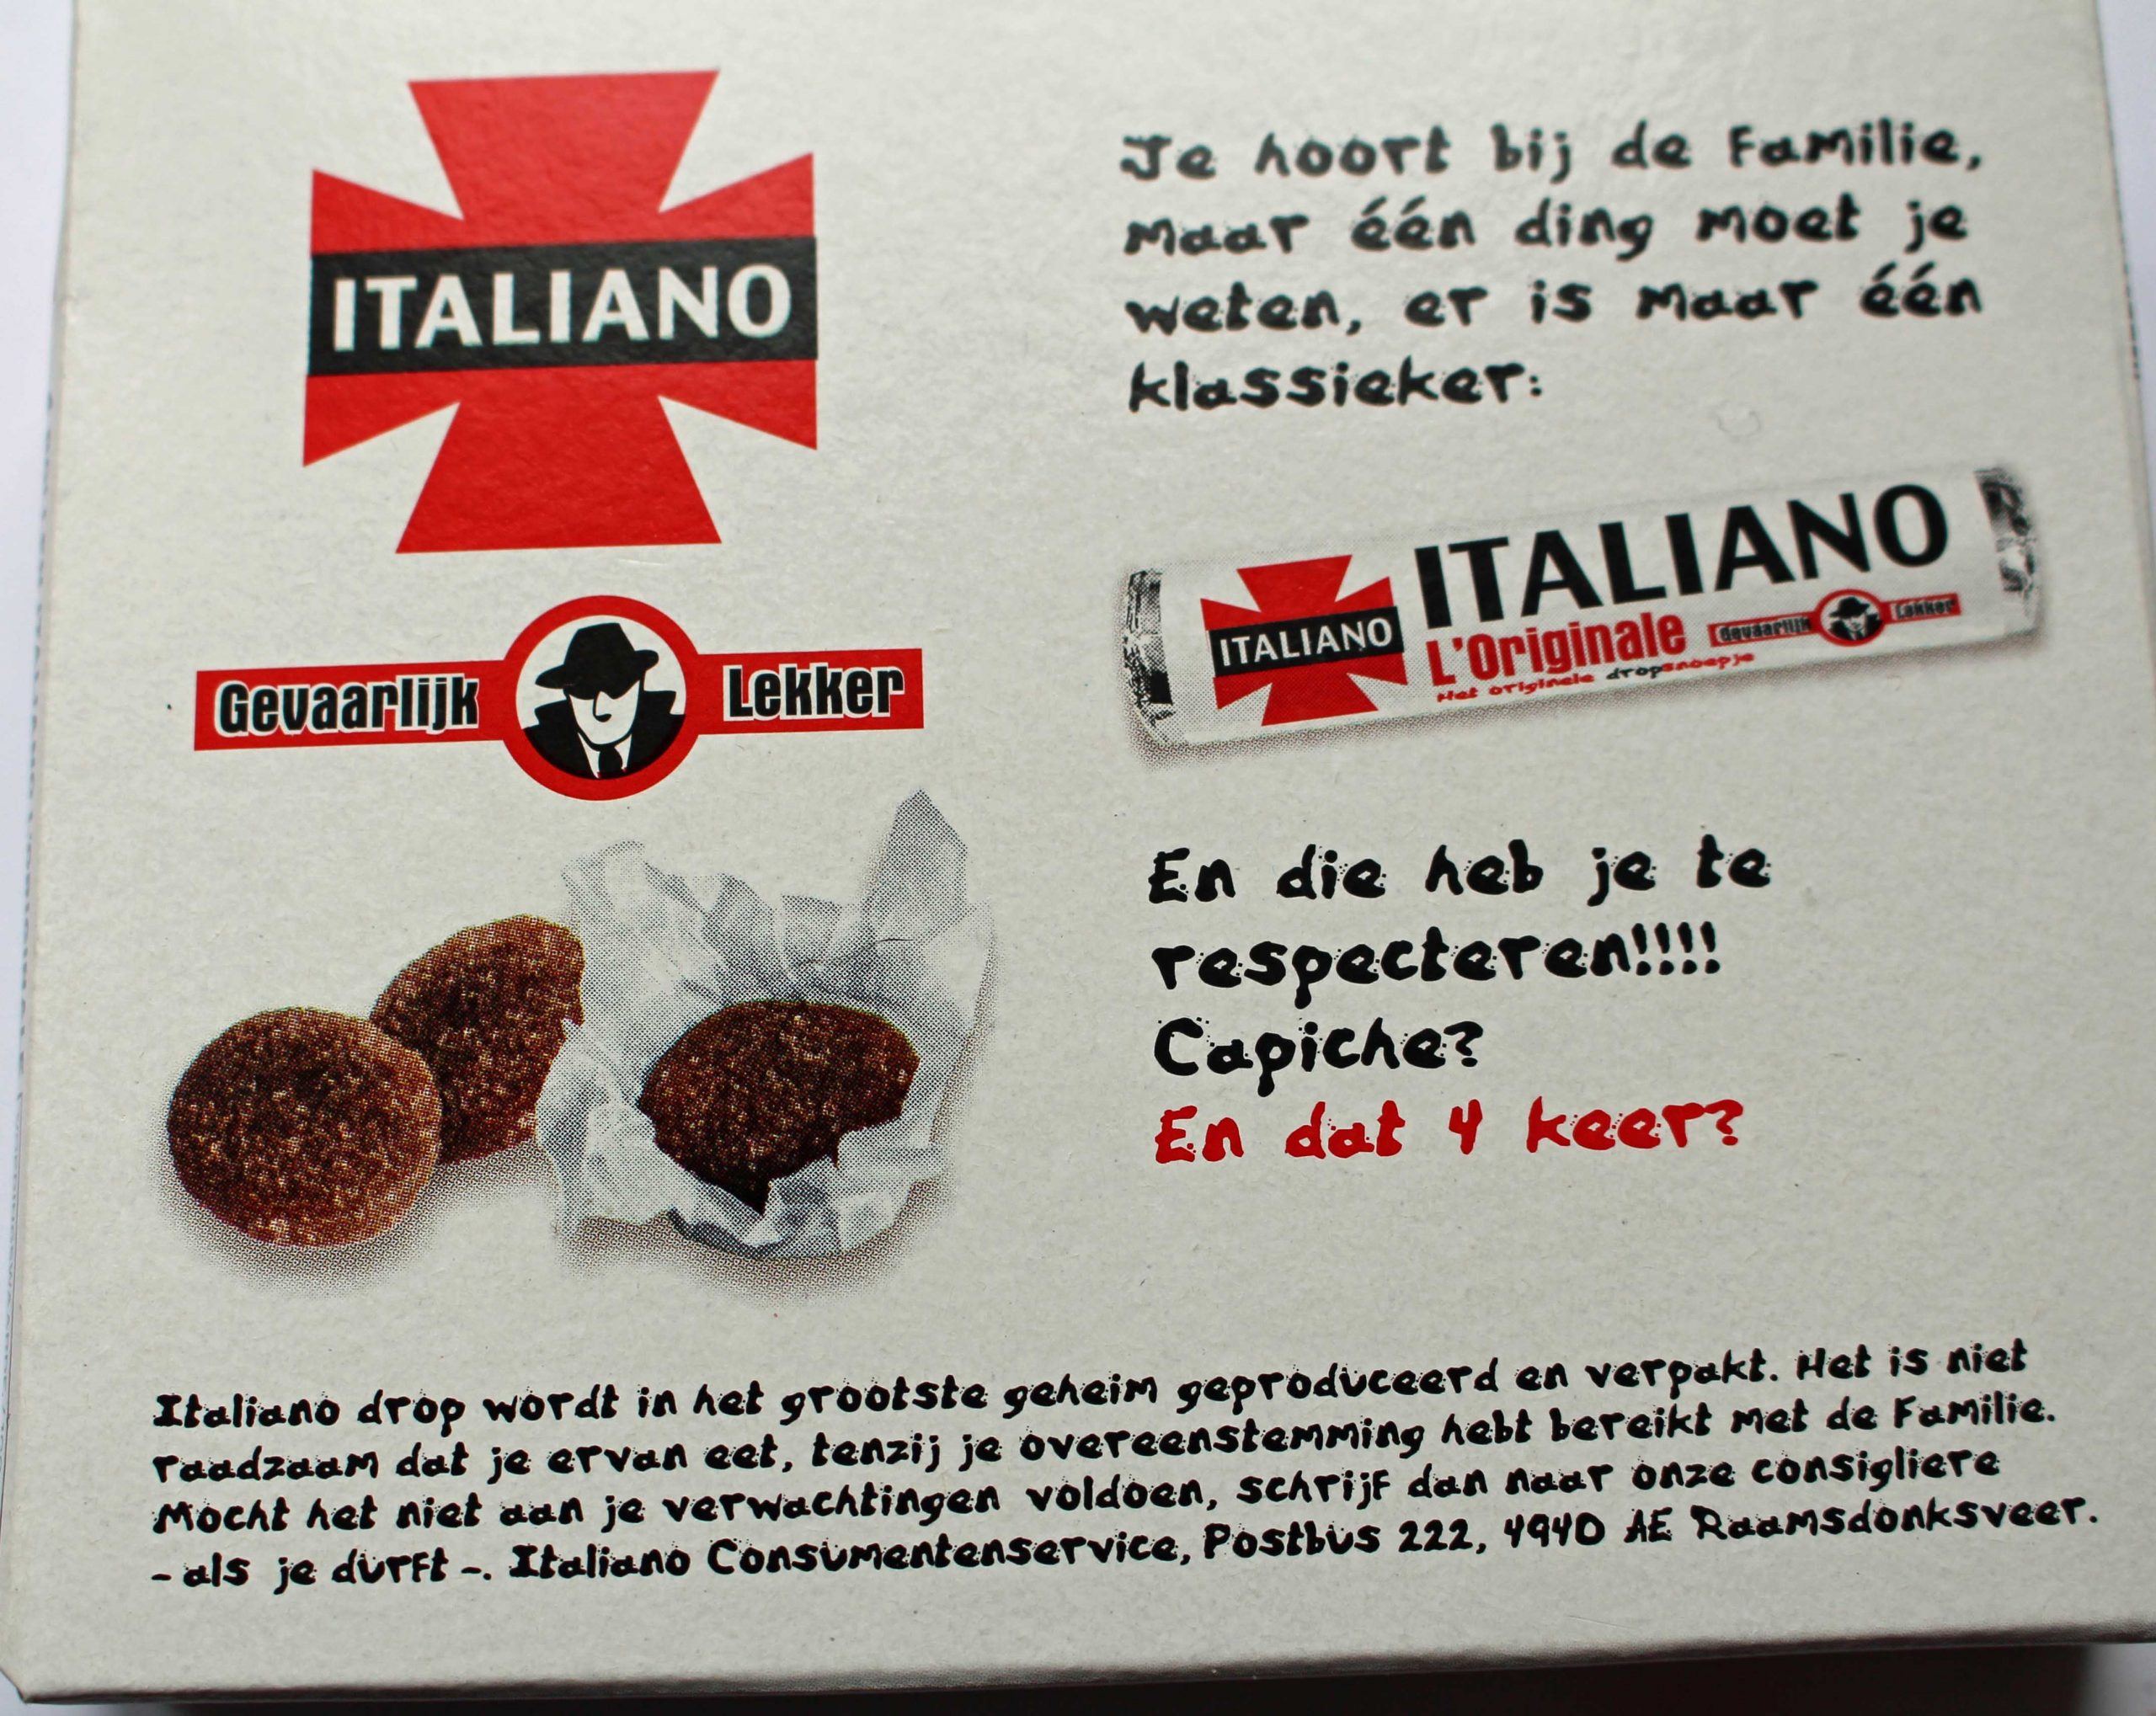 ITALIANO
Gevaarlijk Lekker
Je hoort bij de Familie,
maar één ding moet je
weten, er is maar één
klassieker:
ITALIANO
ITALIANO
L'Originale
Gevaarlijk Lekker
Het originele dropsnoepje
En die heb je te
respecteren!!!!
Capiche?
En dat 4 keer?
Italiano drop wordt in het grootste geheim geproduceerd en verpakt. Het is niet
raadzaam dat je ervan eet, tenzij je overeenstemming hebt bereikt met de Familie.
Mocht het niet aan je verwachtingen voldoen, schrijf dan naar onze consigliere
- als je durft -. Italiano Consumentenservice, Postbus 222, 4940 AE Raamsdonksveer.